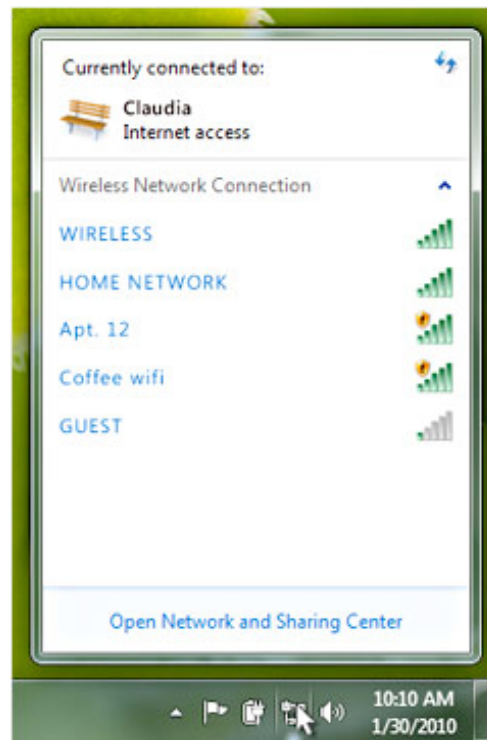 Currently connected to:
Claudia
Internet access
Wireless Network Connection
WIRELESS
HOME NETWORK
Apt. 12
Coffee wifi
GUEST
Open Network and Sharing Center
10:10 AM
1/30/2010